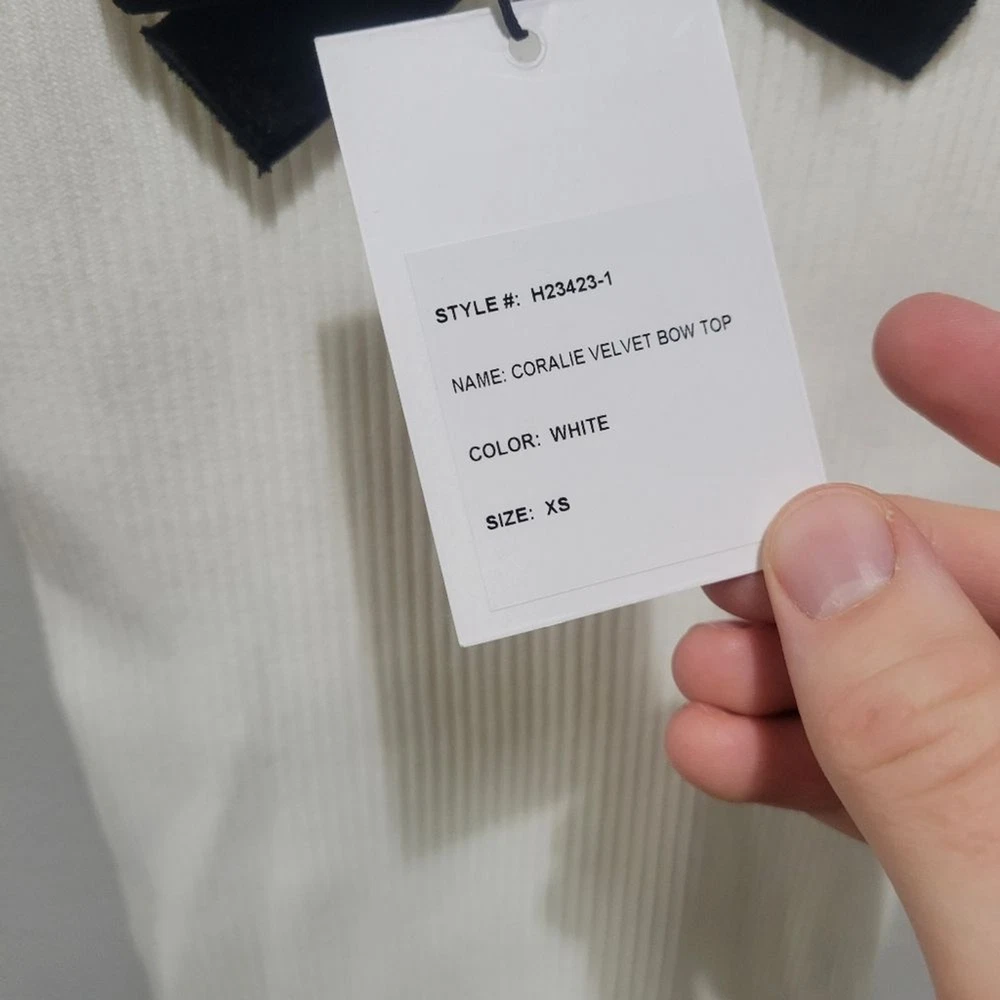 STYLE #: H23423-1
NAME: CORALIE VELVET BOW TOP
COLOR: WHITE
SIZE: XS